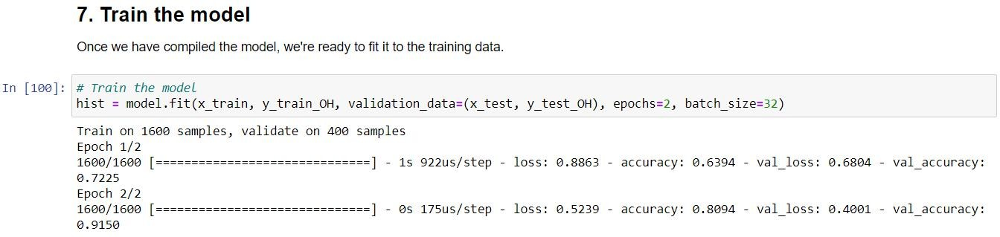 7. Train the model
Once we have compiled the model, we're ready to fit it to the training data.
In [100]:
# Train the model
hist = model.fit(x_train, y_train_OH, validation_data=(x_test, y_test_OH), epochs=2, batch_size=32)
Train on 1600 samples, validate on 400 samples
Epoch 1/2
1600/1600 [==============================] - 1s 922us/step - loss: 0.8863 - accuracy: 0.6394 - val_loss: 0.6804 - val_accuracy:
0.7225
Epoch 2/2
1600/1600 [==============================] - 0s 175us/step - loss: 0.5239 - accuracy: 0.8094 - val_loss: 0.4001 - val_accuracy:
0.9150